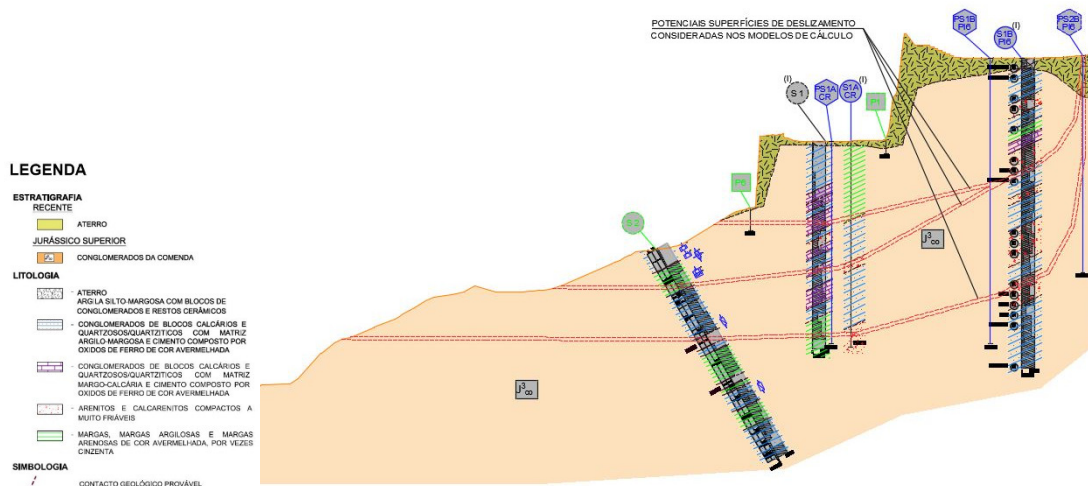 POTENCIAIS SUPERFÍCIES DE DESLIZAMENTO
CONSIDERADAS NOS MODELOS DE CÁLCULO
PS1B
PI6
S1B
PI6
(I)
PS2B
PI6
(I)
S 1
PS1A
CR
S1A
CR
(I)
P1
P6
S 2
J³
J³
LEGENDA
ESTRATIGRAFIA
RECENTE
ATERRO
JURÁSSICO SUPERIOR
CONGLOMERADOS DA COMENDA
LITOLOGIA
- ATERRO
ARGILA SILTO-MARGOSA COM BLOCOS DE
CONGLOMERADOS E RESTOS CERÂMICOS
- CONGLOMERADOS DE BLOCOS CALCÁRIOS E
QUARTZOSOS/QUARTZITICOS COM MATRIZ
ARGILO-MARGOSA E CIMENTO COMPOSTO POR
OXIDOS DE FERRO DE COR AVERMELHADA
- CONGLOMERADOS DE BLOCOS CALCÁRIOS E
QUARTZOSOS/QUARTZITICOS COM MATRIZ
MARGO-CALCÁRIA E CIMENTO COMPOSTO POR
OXIDOS DE FERRO DE COR AVERMELHADA
- ARENITOS E CALCARENITOS COMPACTOS A
MUITO FRIÁVEIS
- MARGAS, MARGAS ARGILOSAS E MARGAS
ARENOSAS DE COR AVERMELHADA, POR VEZES
CINZENTA
SIMBOLOGIA
CONTACTO GEOLÓGICO PROVÁVEL